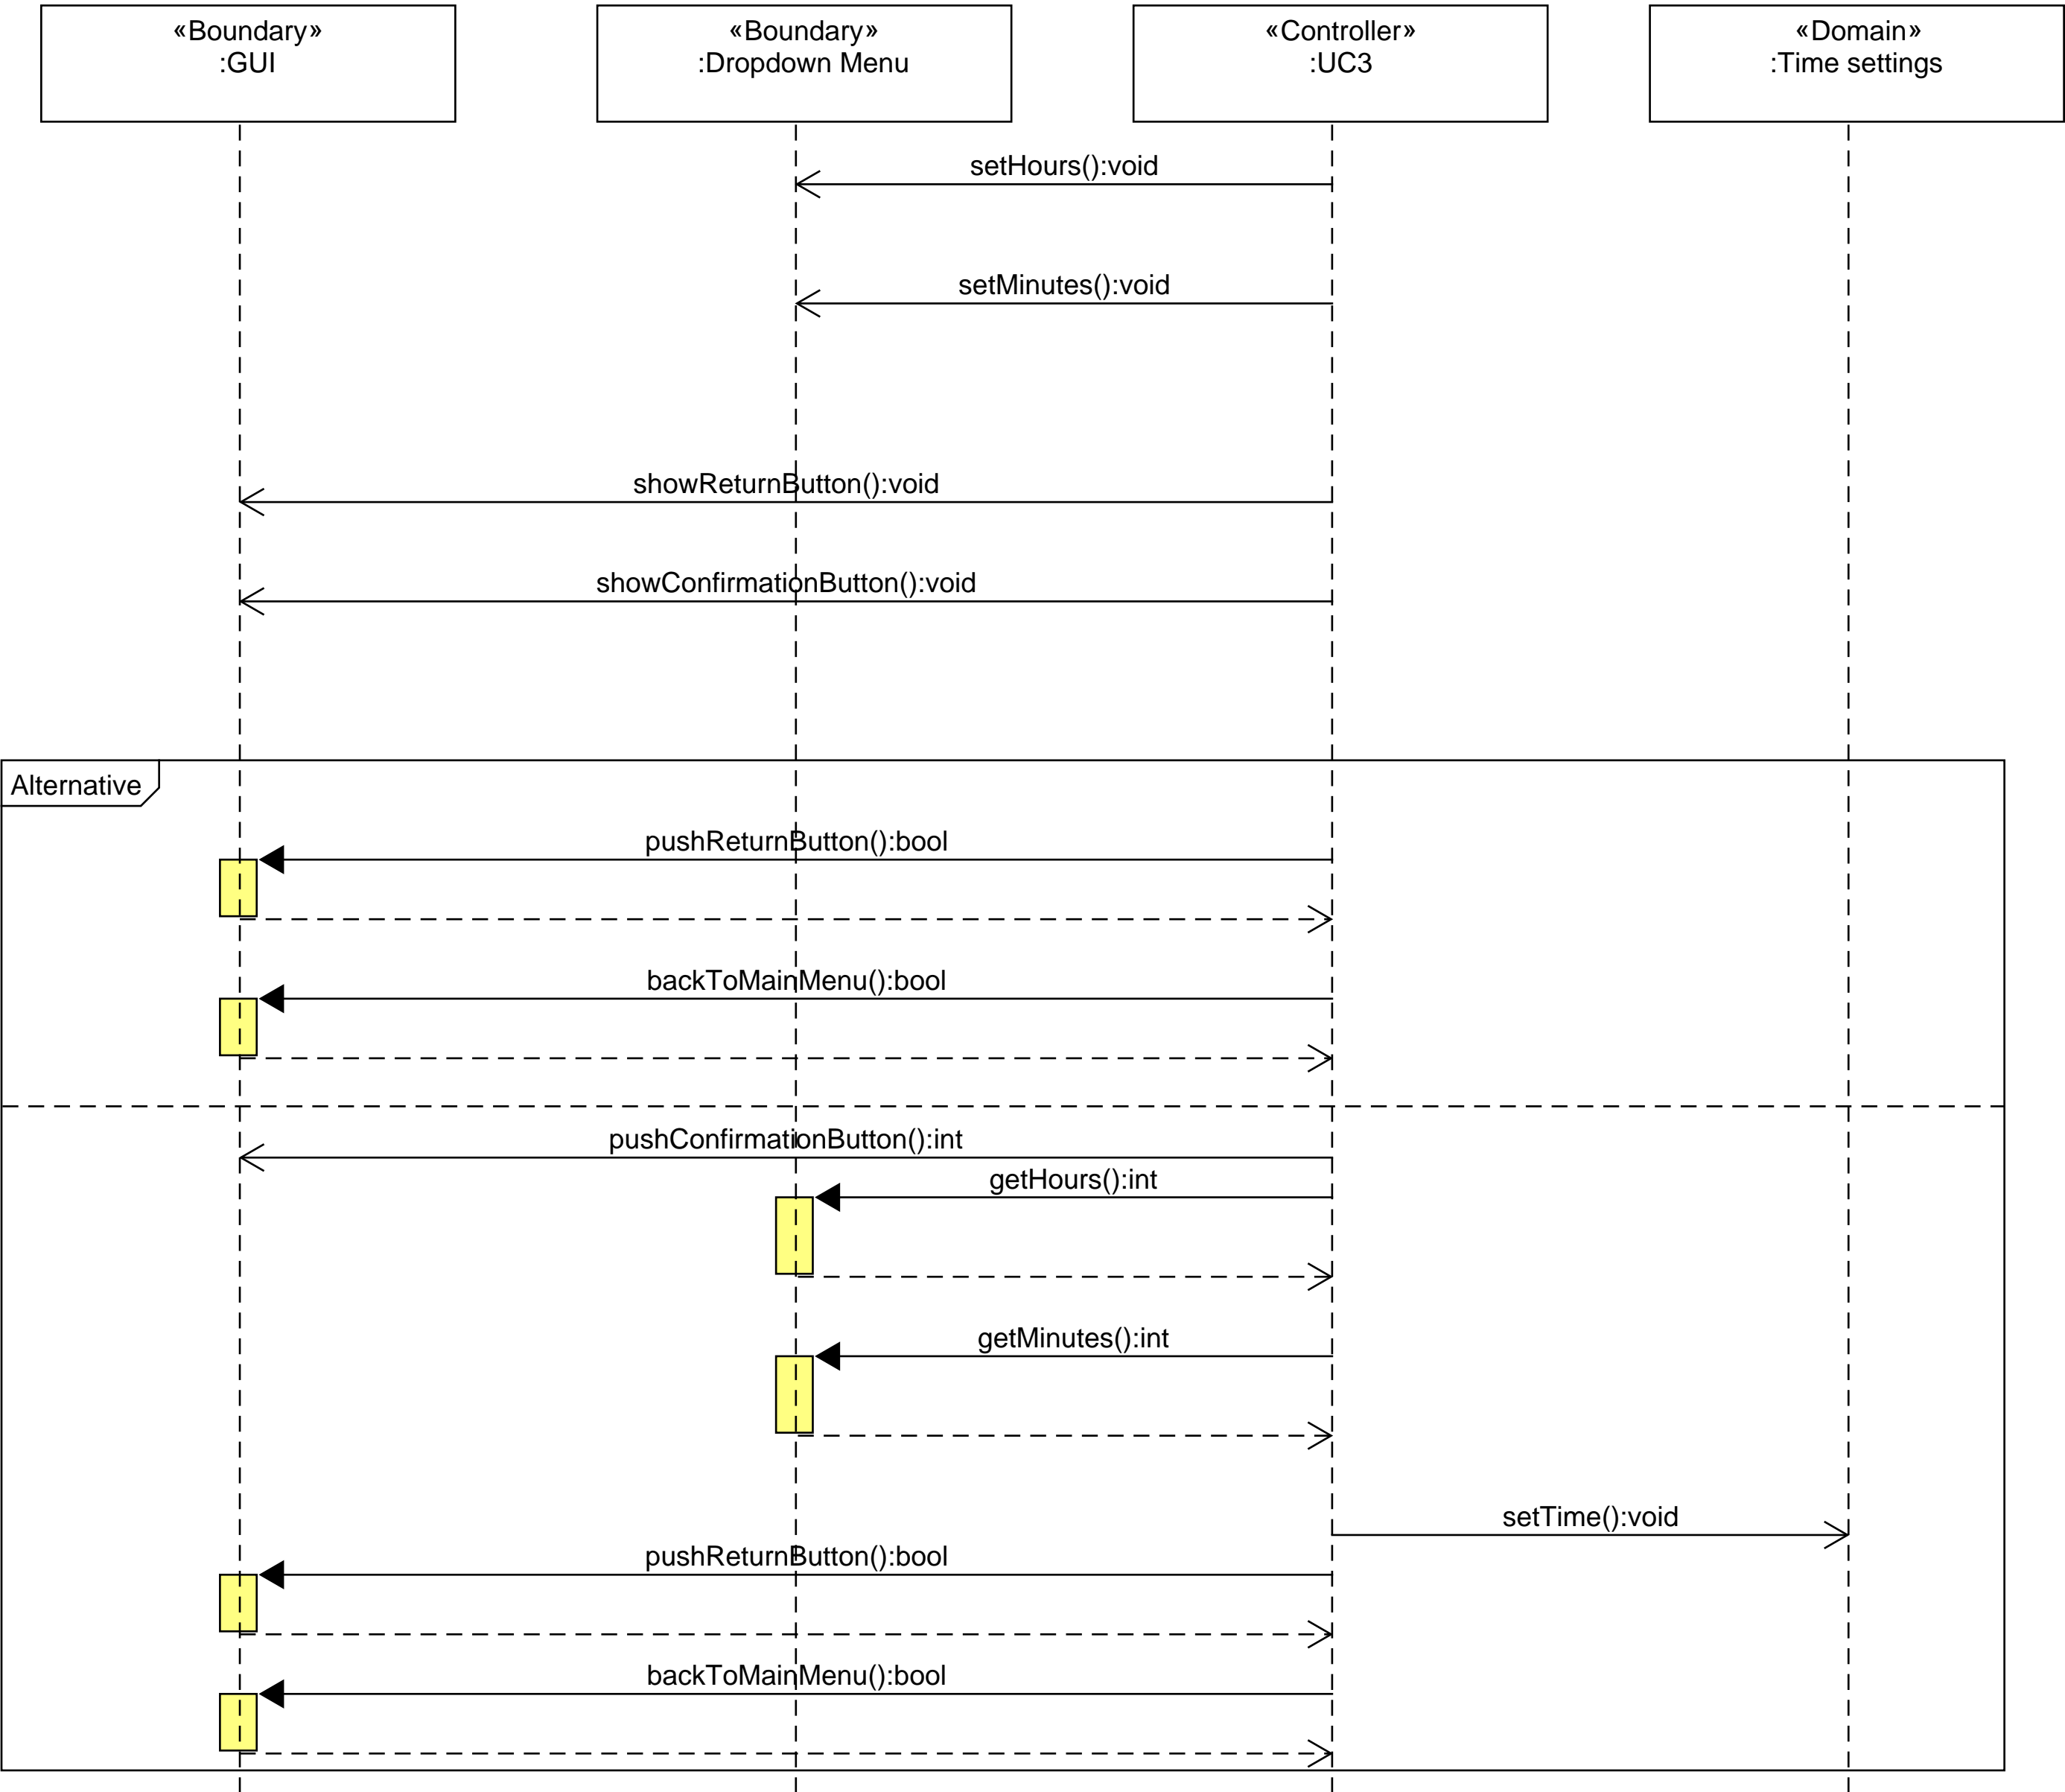 «Boundary»
:GUI
«Boundary»
:Dropdown Menu
«Controller»
:UC3
«Domain»
:Time settings
setHours():void
setMinutes():void
showReturnButton():void
showConfirmationButton():void
Alternative
pushReturnButton():bool
backToMainMenu():bool
pushConfirmationButton():int
getHours():int
getMinutes():int
setTime():void
pushReturnButton():bool
backToMainMenu():bool